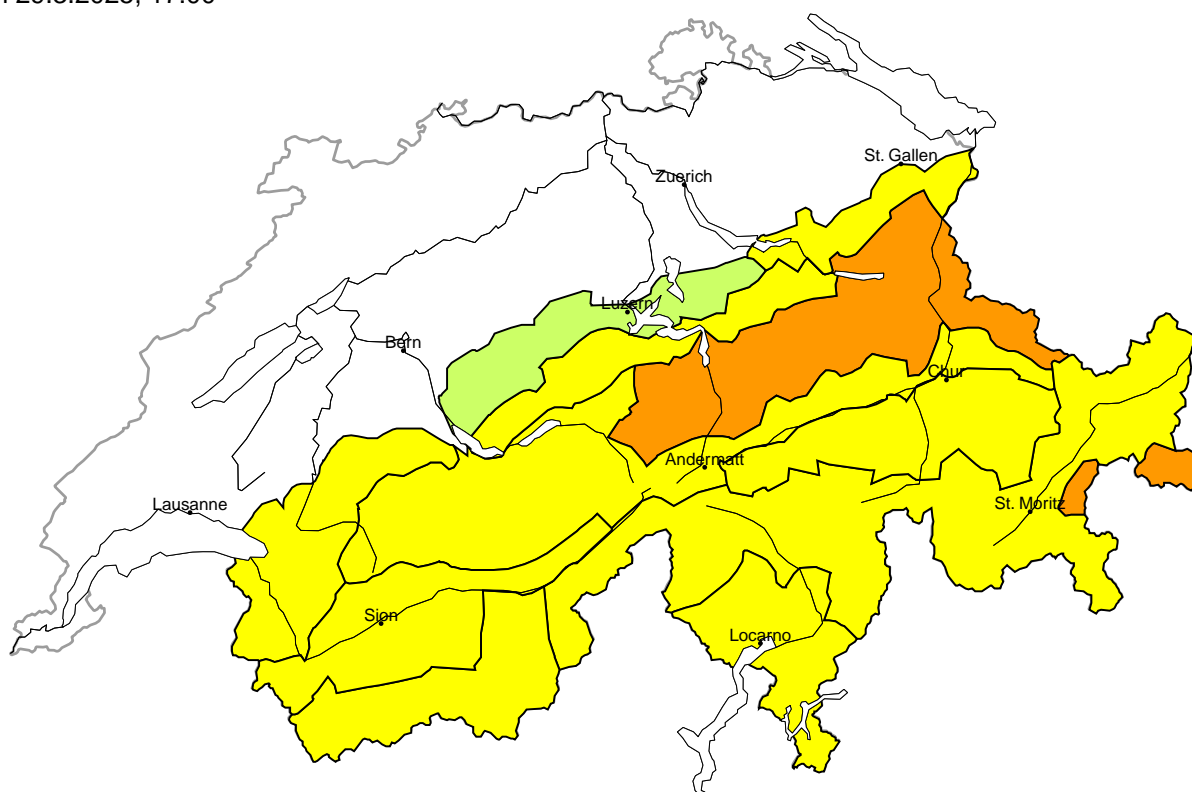 St. Gallen
Zuerich
Luzern
Bern
Chur
Andermatt
Lausanne
St. Moritz
Sion
Locarno